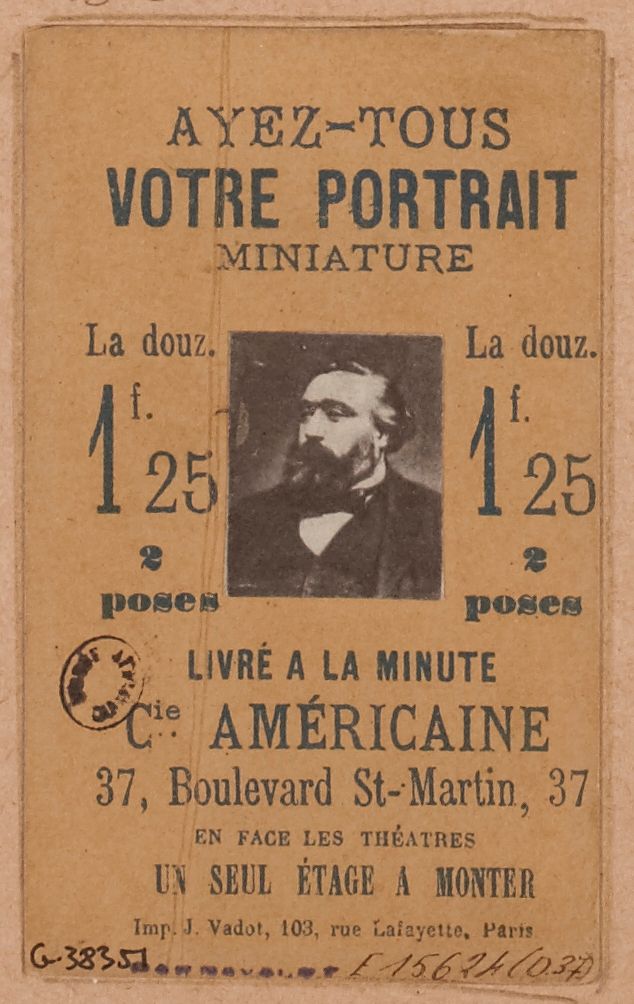 AYEZ-TOUS
VOTRE PORTRAIT
MINIATURE
La douz.
1f. 25
2
poses
La douz.
1f. 25
2
poses
LIVRÉ A LA MINUTE
Cie AMÉRICAINE
37, Boulevard St-Martin, 37
EN FACE LES THÉATRES
UN SEUL ÉTAGE A MONTER
Imp. J. Vadot, 103, rue Lafayette, Paris
G-38351
E 15624 (037)